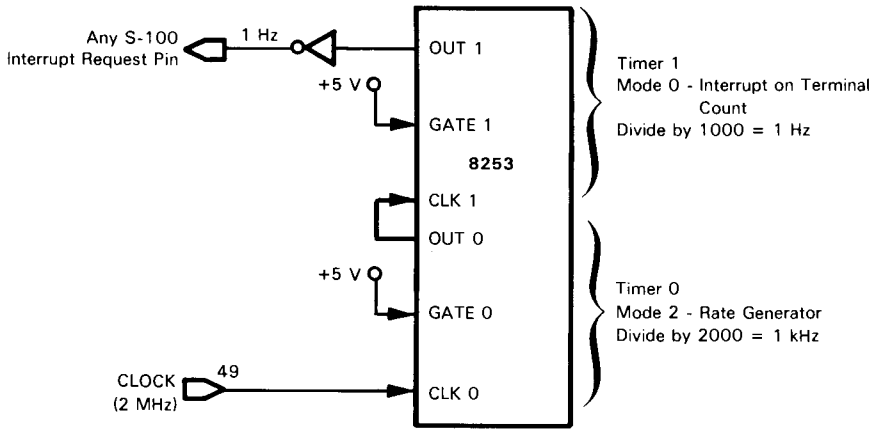 Any S-100
Interrupt Request Pin
1 Hz
OUT 1
+5 V
GATE 1
8253
CLK 1
OUT 0
+5 V
GATE 0
CLOCK
(2 MHz)
49
CLK 0
Timer 1
Mode 0 - Interrupt on Terminal
Count
Divide by 1000 = 1 Hz
Timer 0
Mode 2 - Rate Generator
Divide by 2000 = 1 kHz